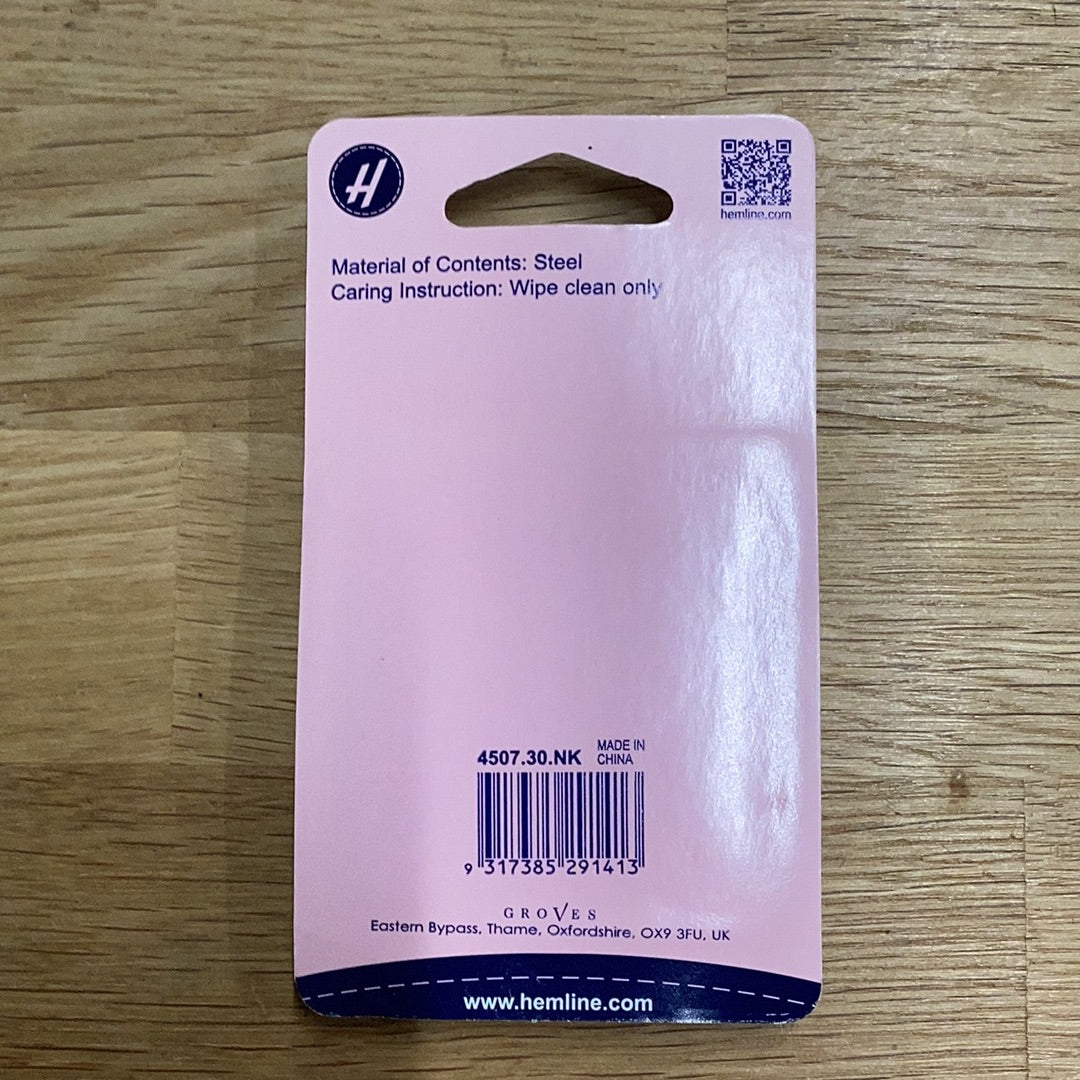 H
hemline.com
Material of Contents: Steel
Caring Instruction: Wipe clean only
4507.30.NK MADE IN
CHINA
9 317385 291413
GROVES
Eastern Bypass, Thame, Oxfordshire, OX9 3FU, UK
www.hemline.com